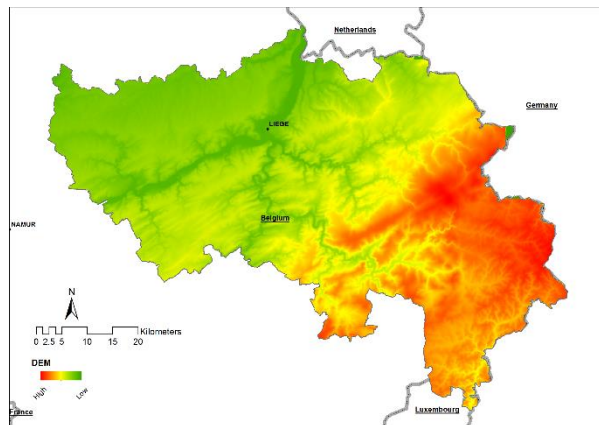 Netherlands
Germany
LIEGE
Belgium
NAMUR
N
0 2.5 5 10 15 20
Kilometers
DEM
High
Low
France
Luxembourg